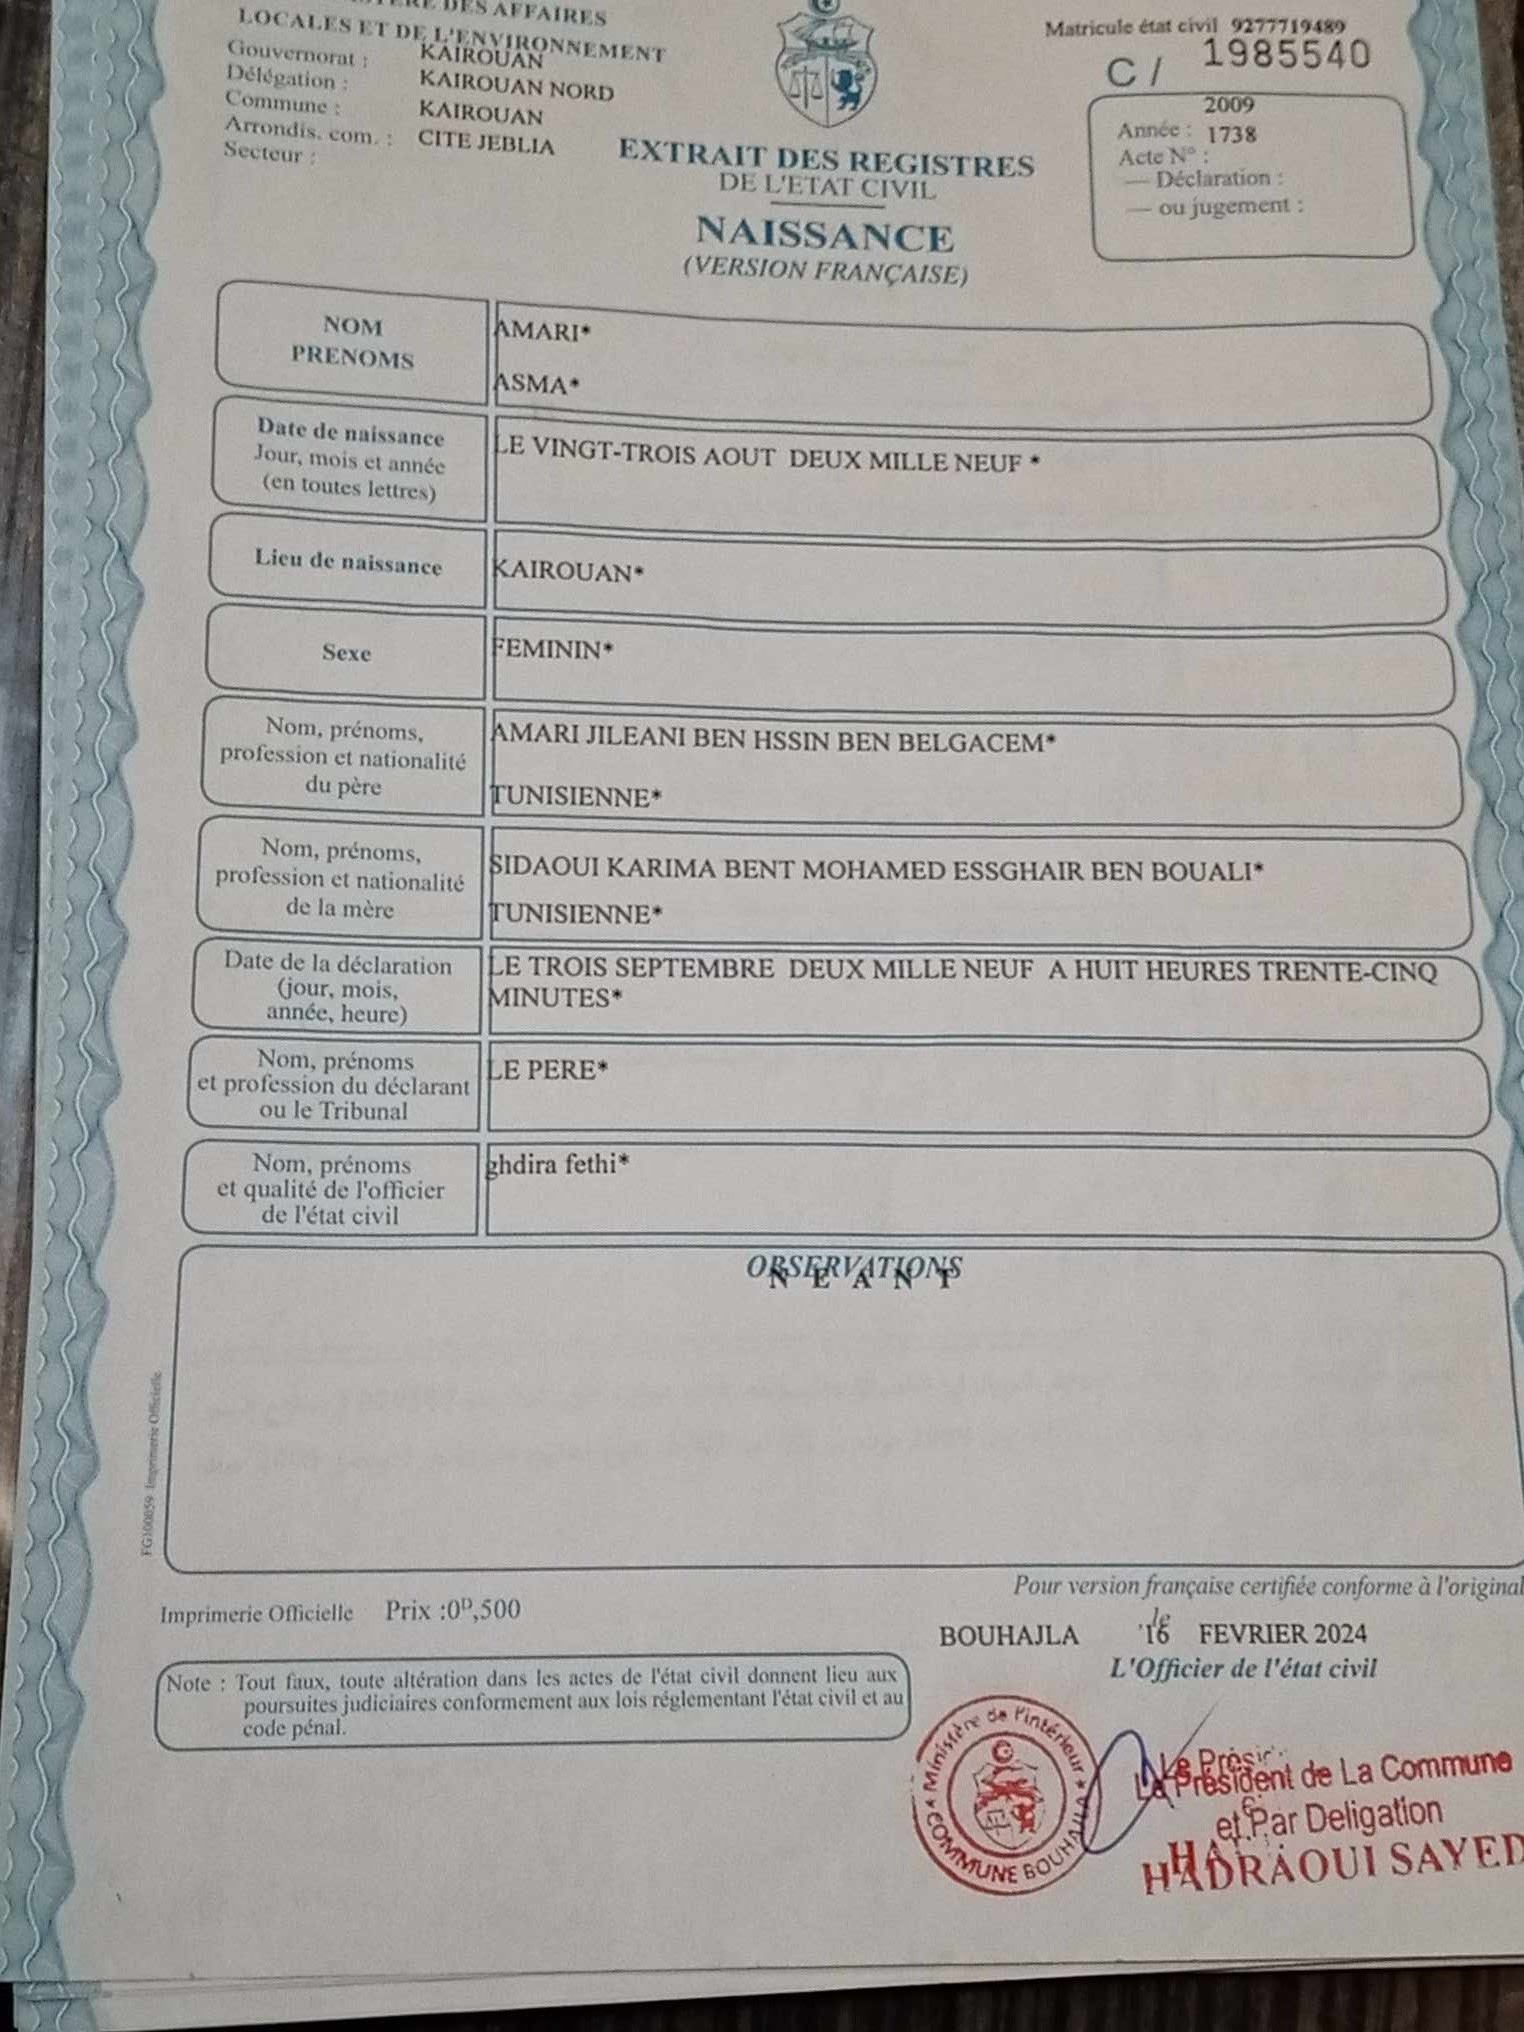 DES AFFAIRES
LOCALES ET DE L'ENVIRONNEMENT
Gouvernorat : KAIROUAN
Délégation : KAIROUAN NORD
Commune : KAIROUAN
Arrondis. com. : CITE JEBLIA
Secteur :
Matricule état civil 9277719489
C / 1985540
2009
Année : 1738
Acte N° :
— Déclaration :
— ou jugement :
EXTRAIT DES REGISTRES
DE L'ETAT CIVIL
NAISSANCE
(VERSION FRANÇAISE)
NOM AMARI*
PRENOMS ASMA*
Date de naissance
Jour, mois et année
(en toutes lettres)
LE VINGT-TROIS AOUT DEUX MILLE NEUF *
Lieu de naissance KAIROUAN*
Sexe FEMININ*
Nom, prénoms,
profession et nationalité
du père
AMARI JILEANI BEN HSSIN BEN BELGACEM*
TUNISIENNE*
Nom, prénoms,
profession et nationalité
de la mère
SIDAOUI KARIMA BENT MOHAMED ESSGHAIR BEN BOUALI*
TUNISIENNE*
Date de la déclaration
(jour, mois,
année, heure)
LE TROIS SEPTEMBRE DEUX MILLE NEUF A HUIT HEURES TRENTE-CINQ
MINUTES*
Nom, prénoms
et profession du déclarant
ou le Tribunal
LE PERE*
Nom, prénoms
et qualité de l'officier
de l'état civil
ghdira fethi*
OBSERVATIONS
N E A N T
FG100059 Imprimerie Officielle
Pour version française certifiée conforme à l'original
Imprimerie Officielle Prix :0D,500
BOUHAJLA le 16 FEVRIER 2024
L'Officier de l'état civil
Note : Tout faux, toute altération dans les actes de l'état civil donnent lieu aux
poursuites judiciaires conformement aux lois réglementant l'état civil et au
code pénal.
Ministère de l'intérieur
COMMUNE BOUHAJLA
Le Président de La Commune
et Par Deligation
HADRAOUI SAYED